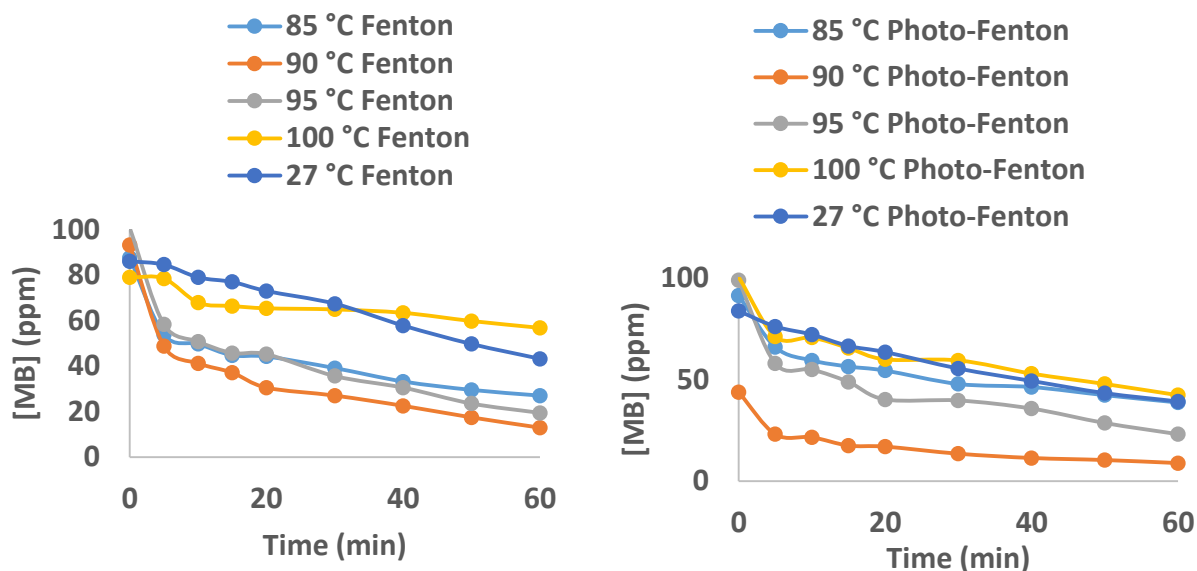 85 °C Fenton
90 °C Fenton
95 °C Fenton
100 °C Fenton
27 °C Fenton
[MB] (ppm)
100
80
60
40
20
0
0 20 40 60
Time (min)
85 °C Photo-Fenton
90 °C Photo-Fenton
95 °C Photo-Fenton
100 °C Photo-Fenton
27 °C Photo-Fenton
[MB] (ppm)
100
50
0
0 20 40 60
Time (min)